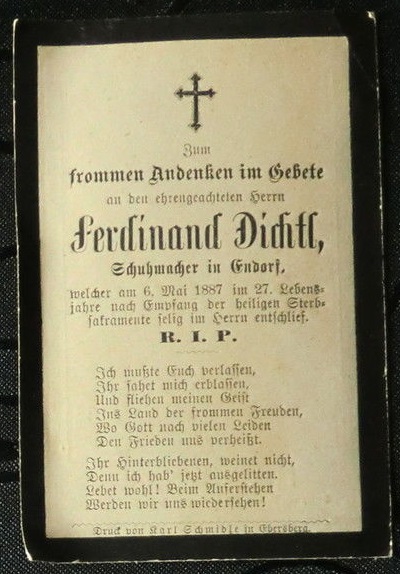 Zum
frommen Andenken im Gebete
an den ehrengeachteten Herrn
Ferdinand Dichtl,
Schuhmacher in Endorf,
welcher am 6. Mai 1887 im 27. Lebens-
jahre nach Empfang der heiligen Sterb-
sakramente selig im Herrn entschlief.
R. I. P.
Ich mußte Euch verlassen,
Ihr sahet mich erblassen,
Und fliehen meinen Geist
Ins Land der frommen Freuden,
Wo Gott nach vielen Leiden
Den Frieden uns verheißt.
Ihr Hinterbliebenen, weinet nicht,
Denn ich hab' jetzt ausgelitten.
Lebet wohl! Beim Auferstehen
Werden wir uns wiedersehen!
Druck von Karl Schmidle in Ebersberg.